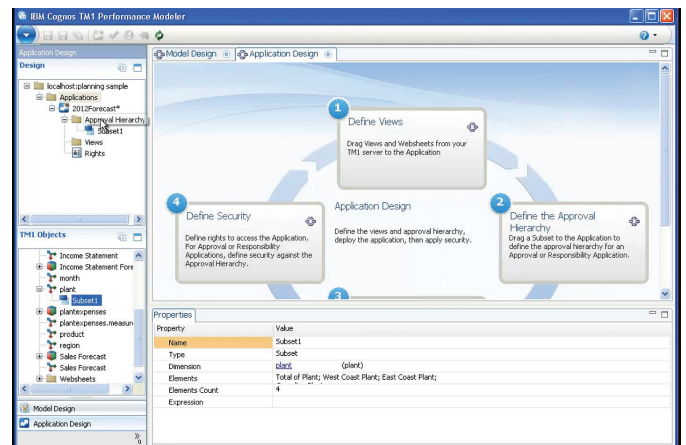 IBM Cognos TM1 Performance Modeler
Application Design
Model Design
Application Design
Design
localhost:planning sample
Applications
2012Forecast*
Approval Hierarchy
Subset1
Views
Rights
1
Define Views
Drag Views and Websheets from your
TM1 server to the Application
4
Define Security
Define rights to access the Application.
For Approval or Responsibility
Applications, define security against the
Approval Hierarchy.
Application Design
Define the views and approval hierarchy,
deploy the application, then apply security.
2
Define the Approval
Hierarchy
Drag a Subset to the Application to
define the approval hierarchy for an
Approval or Responsibility Application.
3
TM1 Objects
Income Statement
Income Statement Fore
month
plant
Subset1
plantexpenses
plantexpenses.measure
product
region
Sales Forecast
Sales Forecast
Websheets
Model Design
Application Design
Properties
Property Value
Name Subset1
Type Subset
Dimension plant (plant)
Elements Total of Plant; West Coast Plant; East Coast Plant;
Elements Count 4
Expression